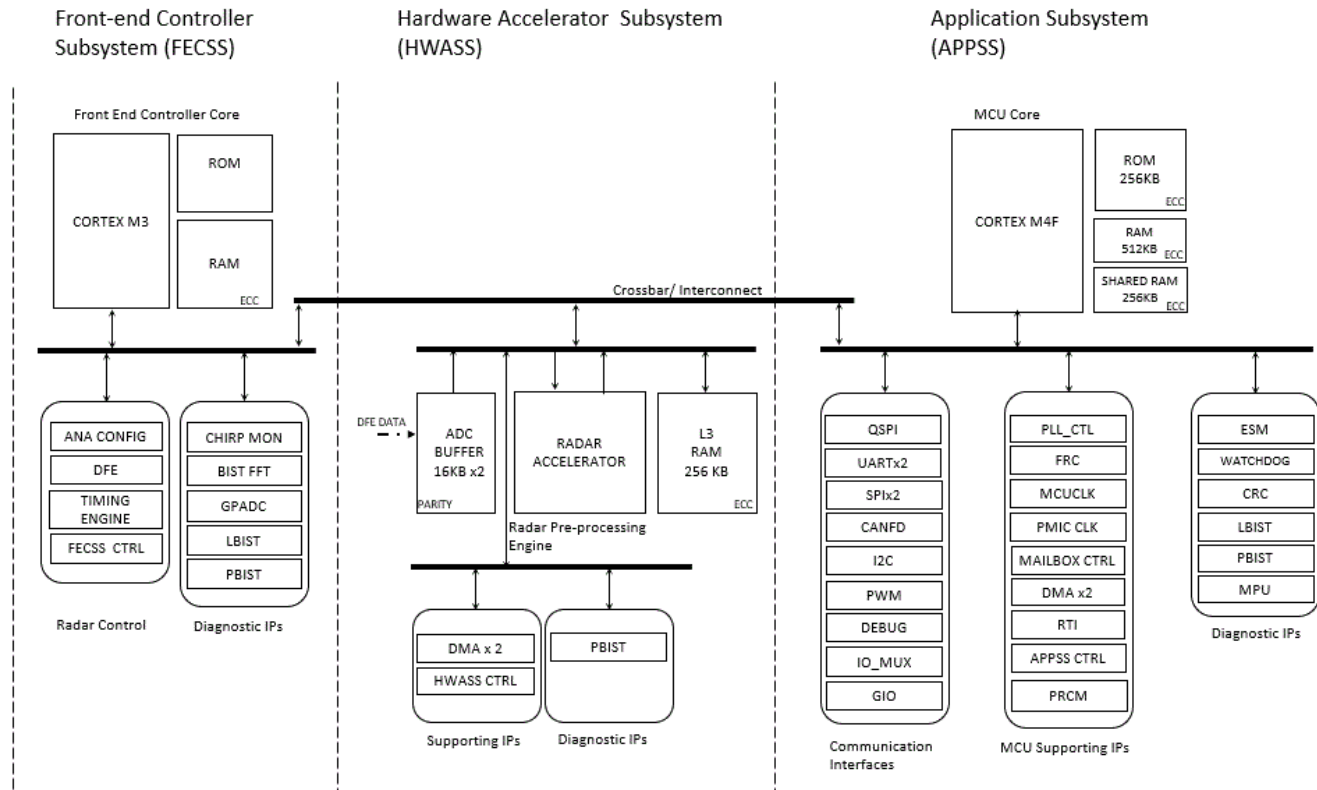 Front-end Controller
Subsystem (FECSS)
Hardware Accelerator Subsystem
(HWASS)
Application Subsystem
(APPSS)
Front End Controller Core
CORTEX M3
ROM
RAM
ECC
ANA CONFIG
DFE
TIMING
ENGINE
FECSS CTRL
Radar Control
CHIRP MON
BIST FFT
GPADC
LBIST
PBIST
Diagnostic IPs
Crossbar/ Interconnect
DFE DATA
ADC
BUFFER
16KB x2
PARITY
RADAR
ACCELERATOR
L3
RAM
256 KB
ECC
Radar Pre-processing
Engine
DMA x 2
HWASS CTRL
Supporting IPs
PBIST
Diagnostic IPs
MCU Core
CORTEX M4F
ROM
256KB
ECC
RAM
512KB
ECC
SHARED RAM
256KB
ECC
QSPI
UARTx2
SPIx2
CANFD
I2C
PWM
DEBUG
IO_MUX
GIO
Communication
Interfaces
PLL_CTL
FRC
MCUCLK
PMIC CLK
MAILBOX CTRL
DMA x2
RTI
APPSS CTRL
PRCM
MCU Supporting IPs
ESM
WATCHDOG
CRC
LBIST
PBIST
MPU
Diagnostic IPs